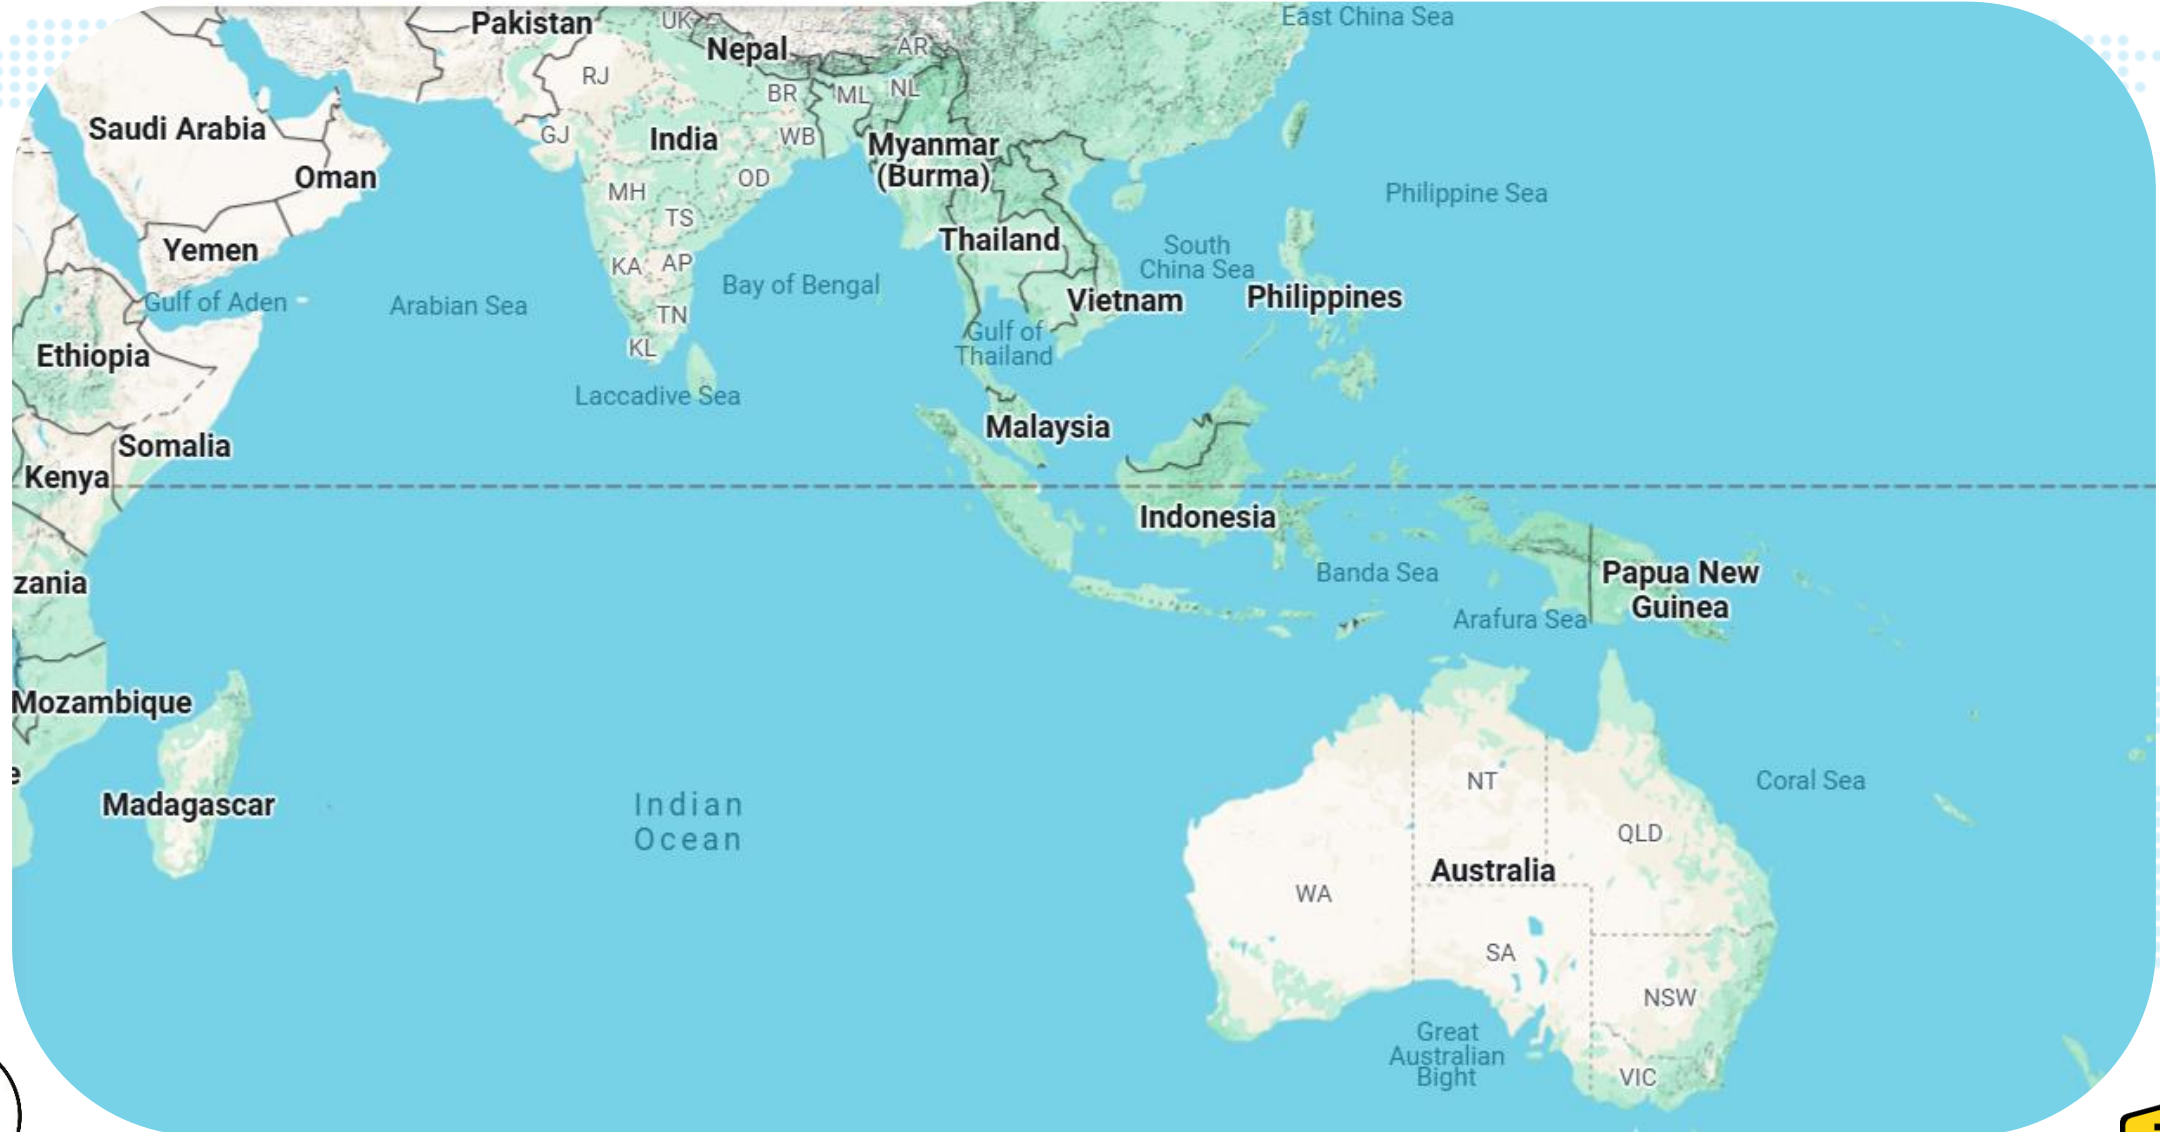 East China Sea
Pakistan
UK
Nepal
AR
RJ
BR
ML
NL
Saudi Arabia
GJ
India
WB
Myanmar
(Burma)
Oman
MH
OD
Philippine Sea
TS
Yemen
Thailand
South
China Sea
KA
AP
Bay of Bengal
Gulf of Aden
Arabian Sea
Vietnam
Philippines
TN
Gulf of
Thailand
KL
Ethiopia
Laccadive Sea
Malaysia
Somalia
Kenya
Indonesia
zania
Banda Sea
Papua New
Guinea
Arafura Sea
Mozambique
e
NT
Coral Sea
Madagascar
Indian
Ocean
QLD
Australia
WA
SA
NSW
Great
Australian
Bight
VIC